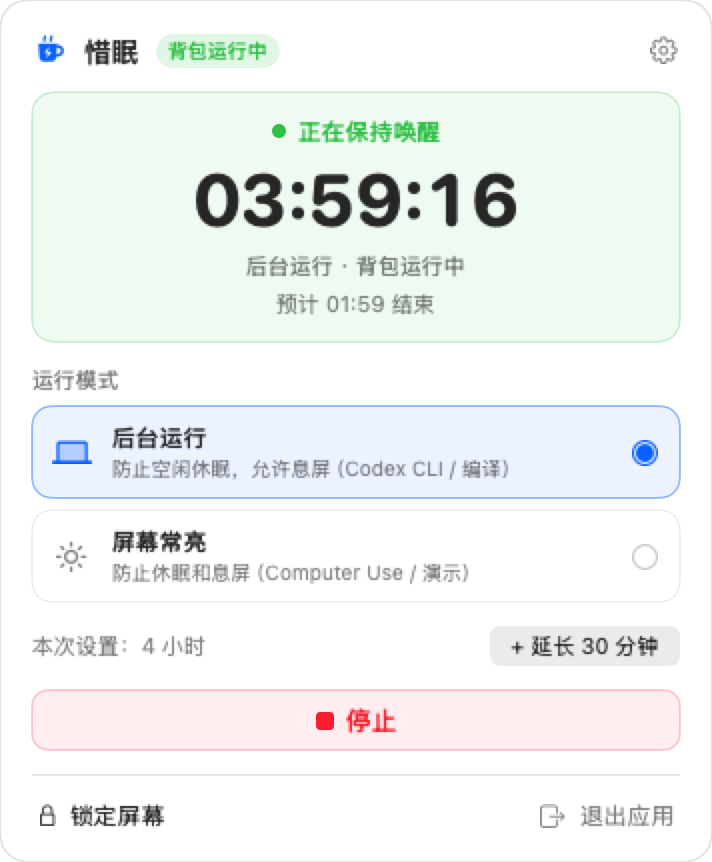 惜眠 背包运行中
正在保持唤醒
03:59:16
后台运行 · 背包运行中
预计 01:59 结束
运行模式
后台运行
防止空闲休眠，允许息屏（Codex CLI / 编译）
屏幕常亮
防止休眠和息屏（Computer Use / 演示）
本次设置：4 小时 + 延长 30 分钟
停止
锁定屏幕 退出应用